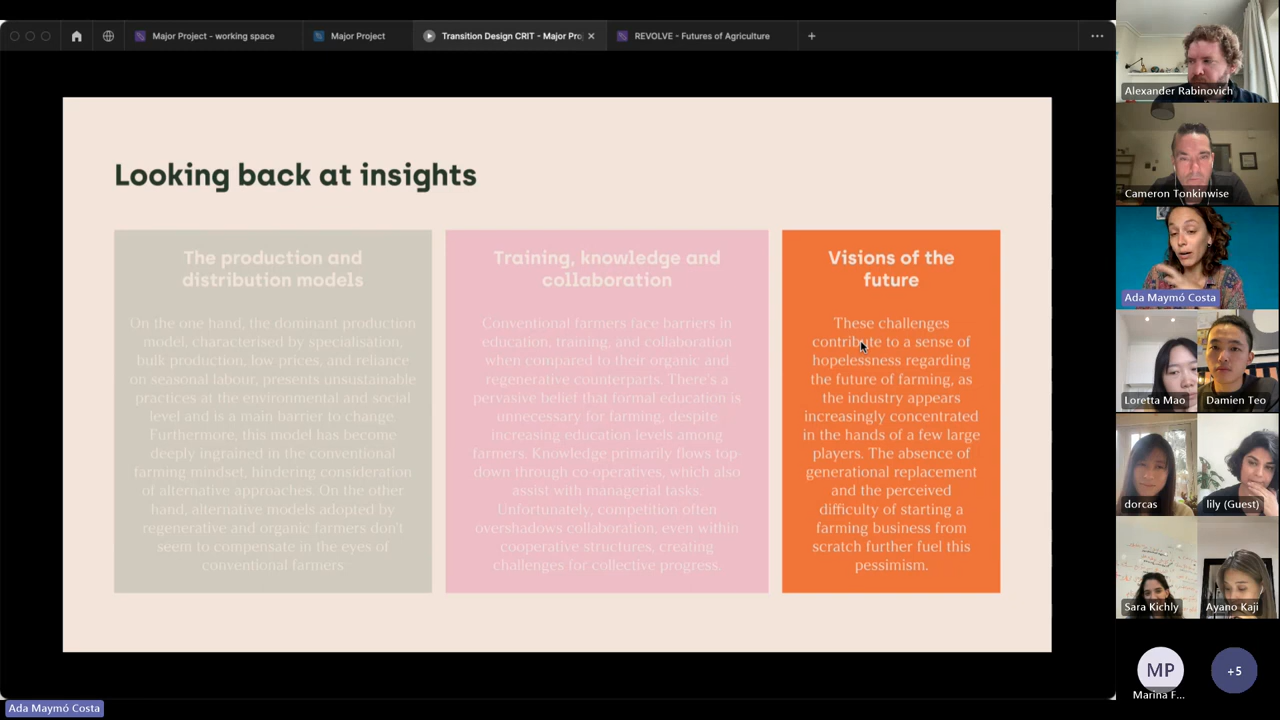 Major Project - working space
Major Project
Transition Design CRIT - Major Pro
REVOLVE - Futures of Agriculture
Looking back at insights
The production and
distribution models
On the one hand, the dominant production
model, characterised by specialisation,
bulk production, low prices, and reliance
on seasonal labour, presents unsustainable
practices at the environmental and social
level and is a main barrier to change.
Furthermore, this model has become
deeply ingrained in the conventional
farming mindset, hindering consideration
of alternative approaches. On the other
hand, alternative models adopted by
regenerative and organic farmers don't
seem to compensate in the eyes of
conventional farmers.
Training, knowledge and
collaboration
Conventional farmers face barriers in
education, training, and collaboration
when compared to their organic and
regenerative counterparts. There's a
pervasive belief that formal education is
unnecessary for farming, despite
increasing education levels among
farmers. Knowledge primarily flows top-
down through co-operatives, which also
assist with managerial tasks.
Unfortunately, competition often
overshadows collaboration, even within
cooperative structures, creating
challenges for collective progress.
Visions of the
future
These challenges
contribute to a sense of
hopelessness regarding
the future of farming, as
the industry appears
increasingly concentrated
in the hands of a few large
players. The absence of
generational replacement
and the perceived
difficulty of starting a
farming business from
scratch further fuel this
pessimism.
Alexander Rabinovich
Cameron Tonkinwise
Ada Maymó Costa
Loretta Mao
Damien Teo
dorcas
lily (Guest)
Sara Kichly
Ayano Kaji
MP
Marina F...
+5
Ada Maymó Costa